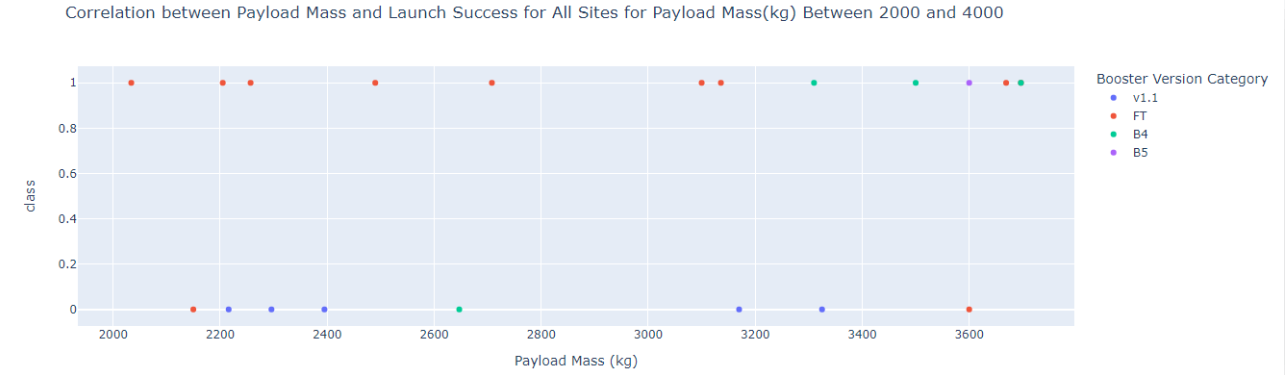 Correlation between Payload Mass and Launch Success for All Sites for Payload Mass(kg) Between 2000 and 4000
Booster Version Category
v1.1
FT
B4
B5
1
0.8
0.6
0.4
0.2
0
class
2000 2200 2400 2600 2800 3000 3200 3400 3600
Payload Mass (kg)